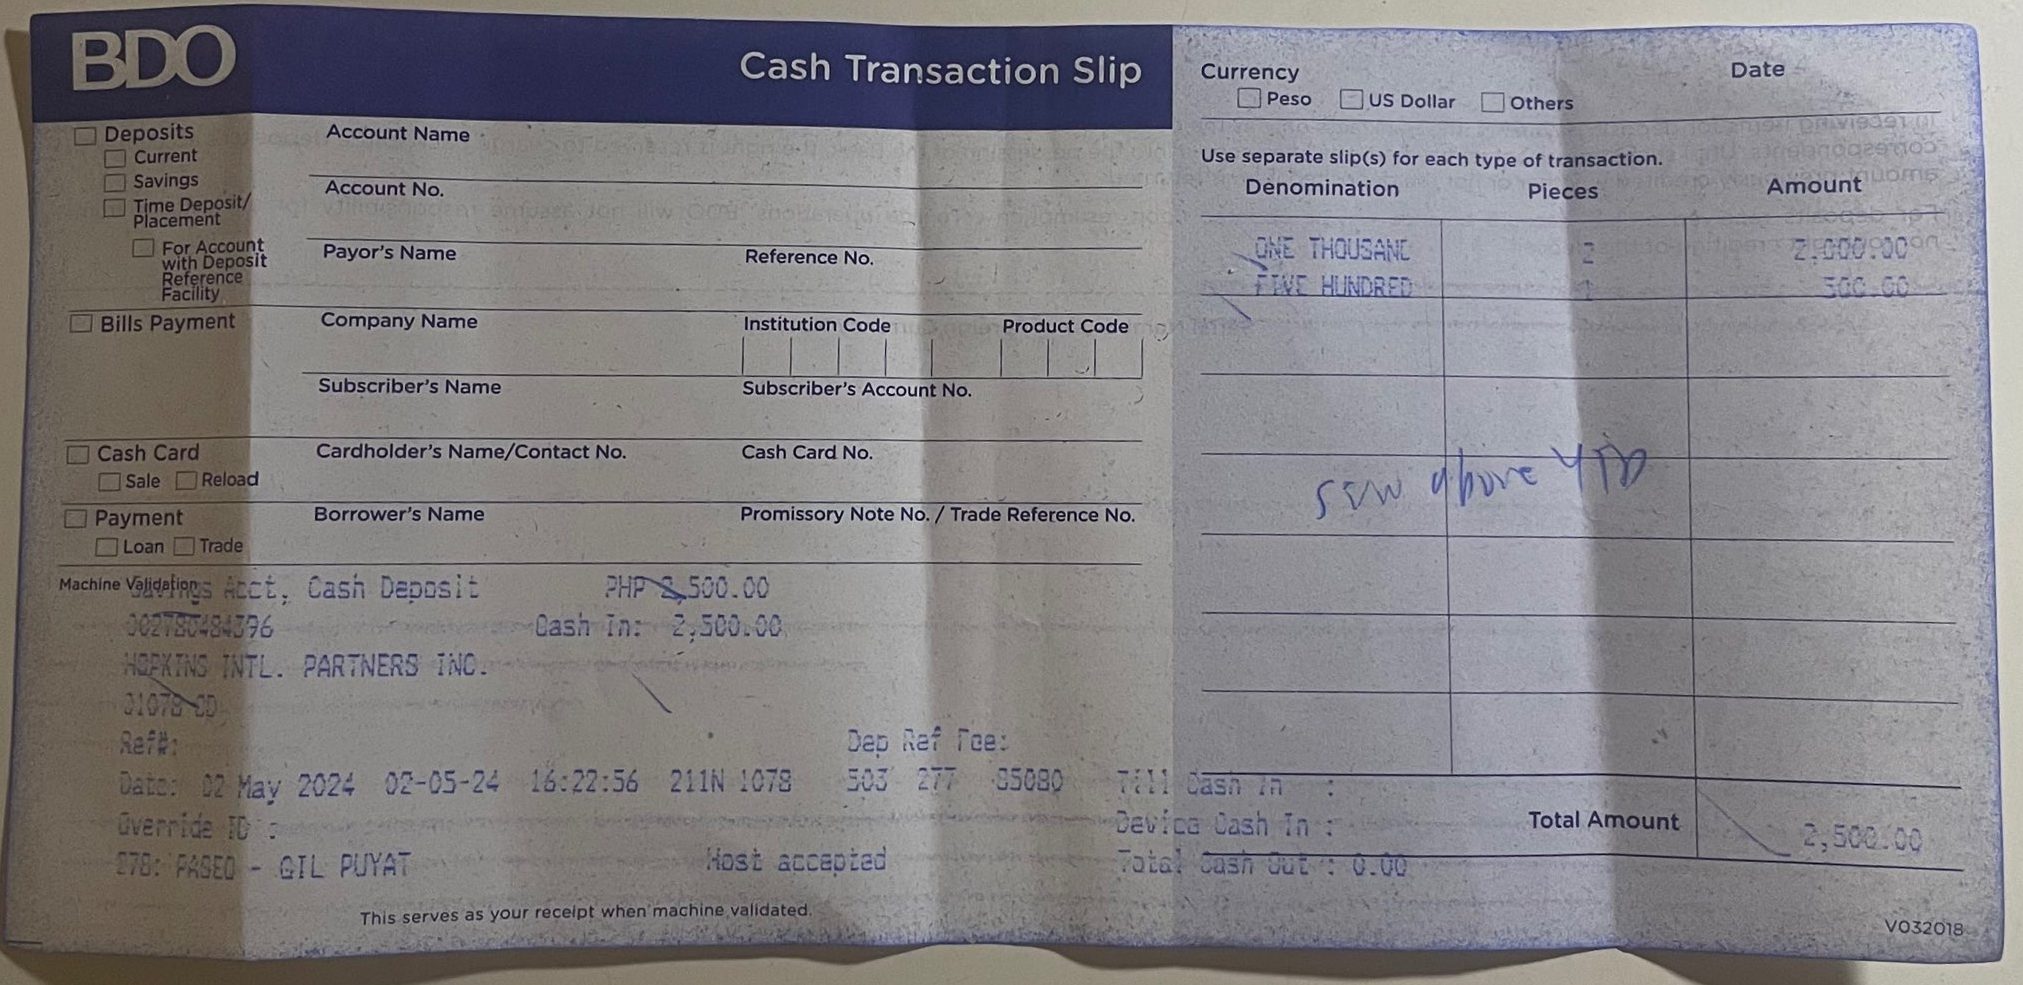 BDO
Cash Transaction Slip
Currency
Peso US Dollar Others
Date
Use separate slip(s) for each type of transaction.
Denomination Pieces Amount
ONE THOUSAND 2 2,000.00
FIVE HUNDRED 1 500.00
Deposits
Current
Savings
Time Deposit/
Placement
For Account
with Deposit
Reference
Facility
Account Name
Account No.
Payor's Name Reference No.
Bills Payment
Company Name Institution Code Product Code
Subscriber's Name Subscriber's Account No.
Cash Card
Sale Reload
Cardholder's Name/Contact No. Cash Card No.
Payment
Loan Trade
Borrower's Name Promissory Note No. / Trade Reference No.
above
Machine Validation
Savings Acct. Cash Deposit PHP 2,500.00
002780484396 Cash In: 2,500.00
HOPKINS INTL. PARTNERS INC.
01078 CD
Ref#: Dep Ref Fee:
Date: 02 May 2024 02-05-24 16:22:56 211N 1078 503 277 Till Cash In :
Override ID : Device Cash In :
278: PASEO - GIL PUYAT Host accepted Total Cash Out : 0.00
Total Amount 2,500.00
This serves as your receipt when machine validated.
V032018